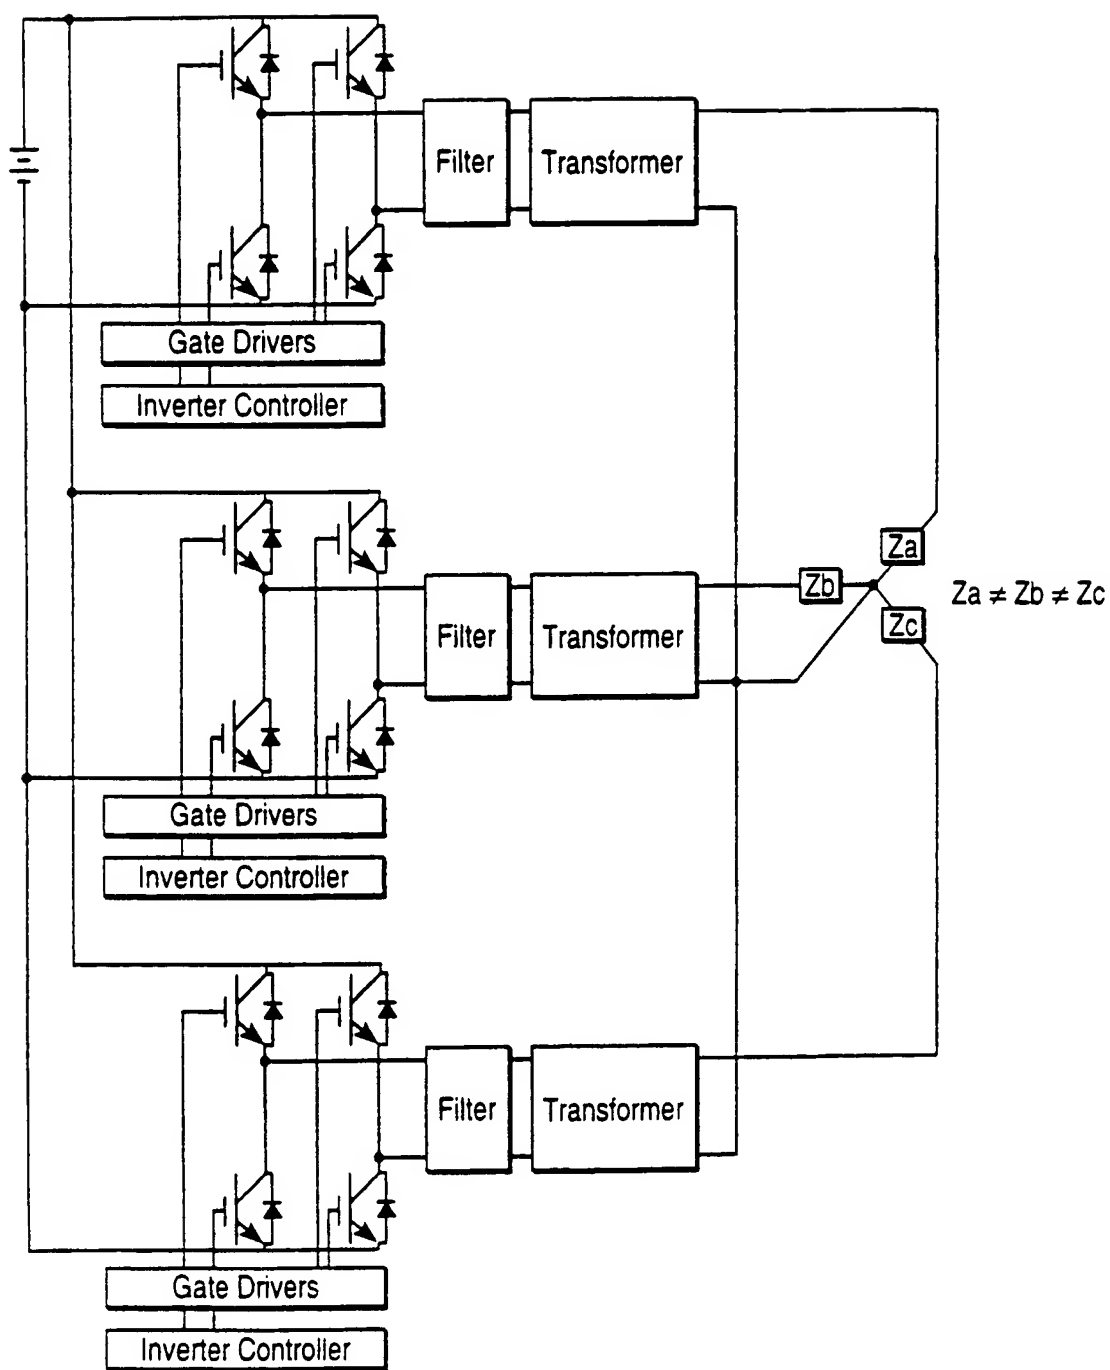 Filter
Transformer
Gate Drivers
Inverter Controller
Za
Zb
Za ≠ Zb ≠ Zc
Zc
Filter
Transformer
Gate Drivers
Inverter Controller
Filter
Transformer
Gate Drivers
Inverter Controller